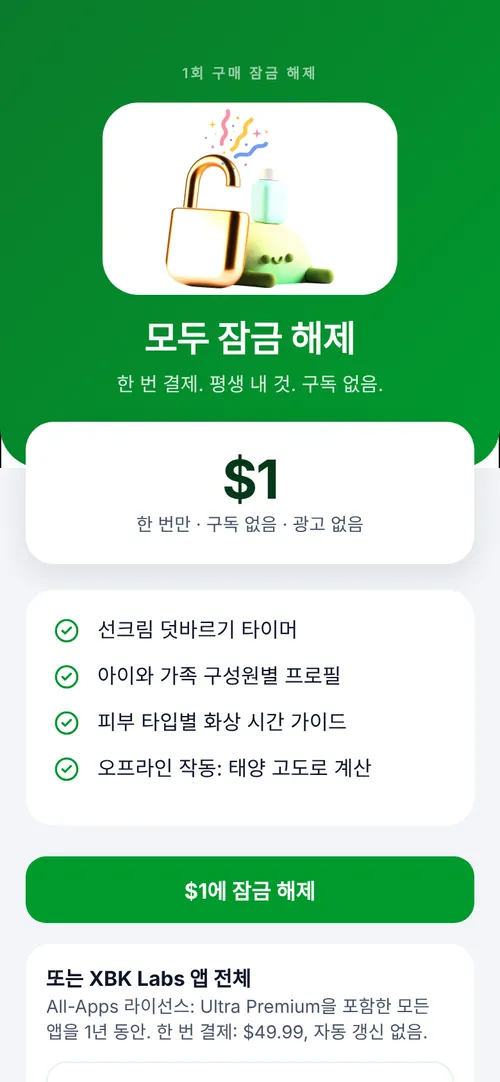 1회 구매 잠금 해제
모두 잠금 해제
한 번 결제. 평생 내 것. 구독 없음.
$1
한 번만 · 구독 없음 · 광고 없음
선크림 덧바르기 타이머
아이와 가족 구성원별 프로필
피부 타입별 화상 시간 가이드
오프라인 작동: 태양 고도로 계산
$1에 잠금 해제
또는 XBK Labs 앱 전체
All-Apps 라이선스: Ultra Premium을 포함한 모든
앱을 1년 동안. 한 번 결제: $49.99, 자동 갱신 없음.